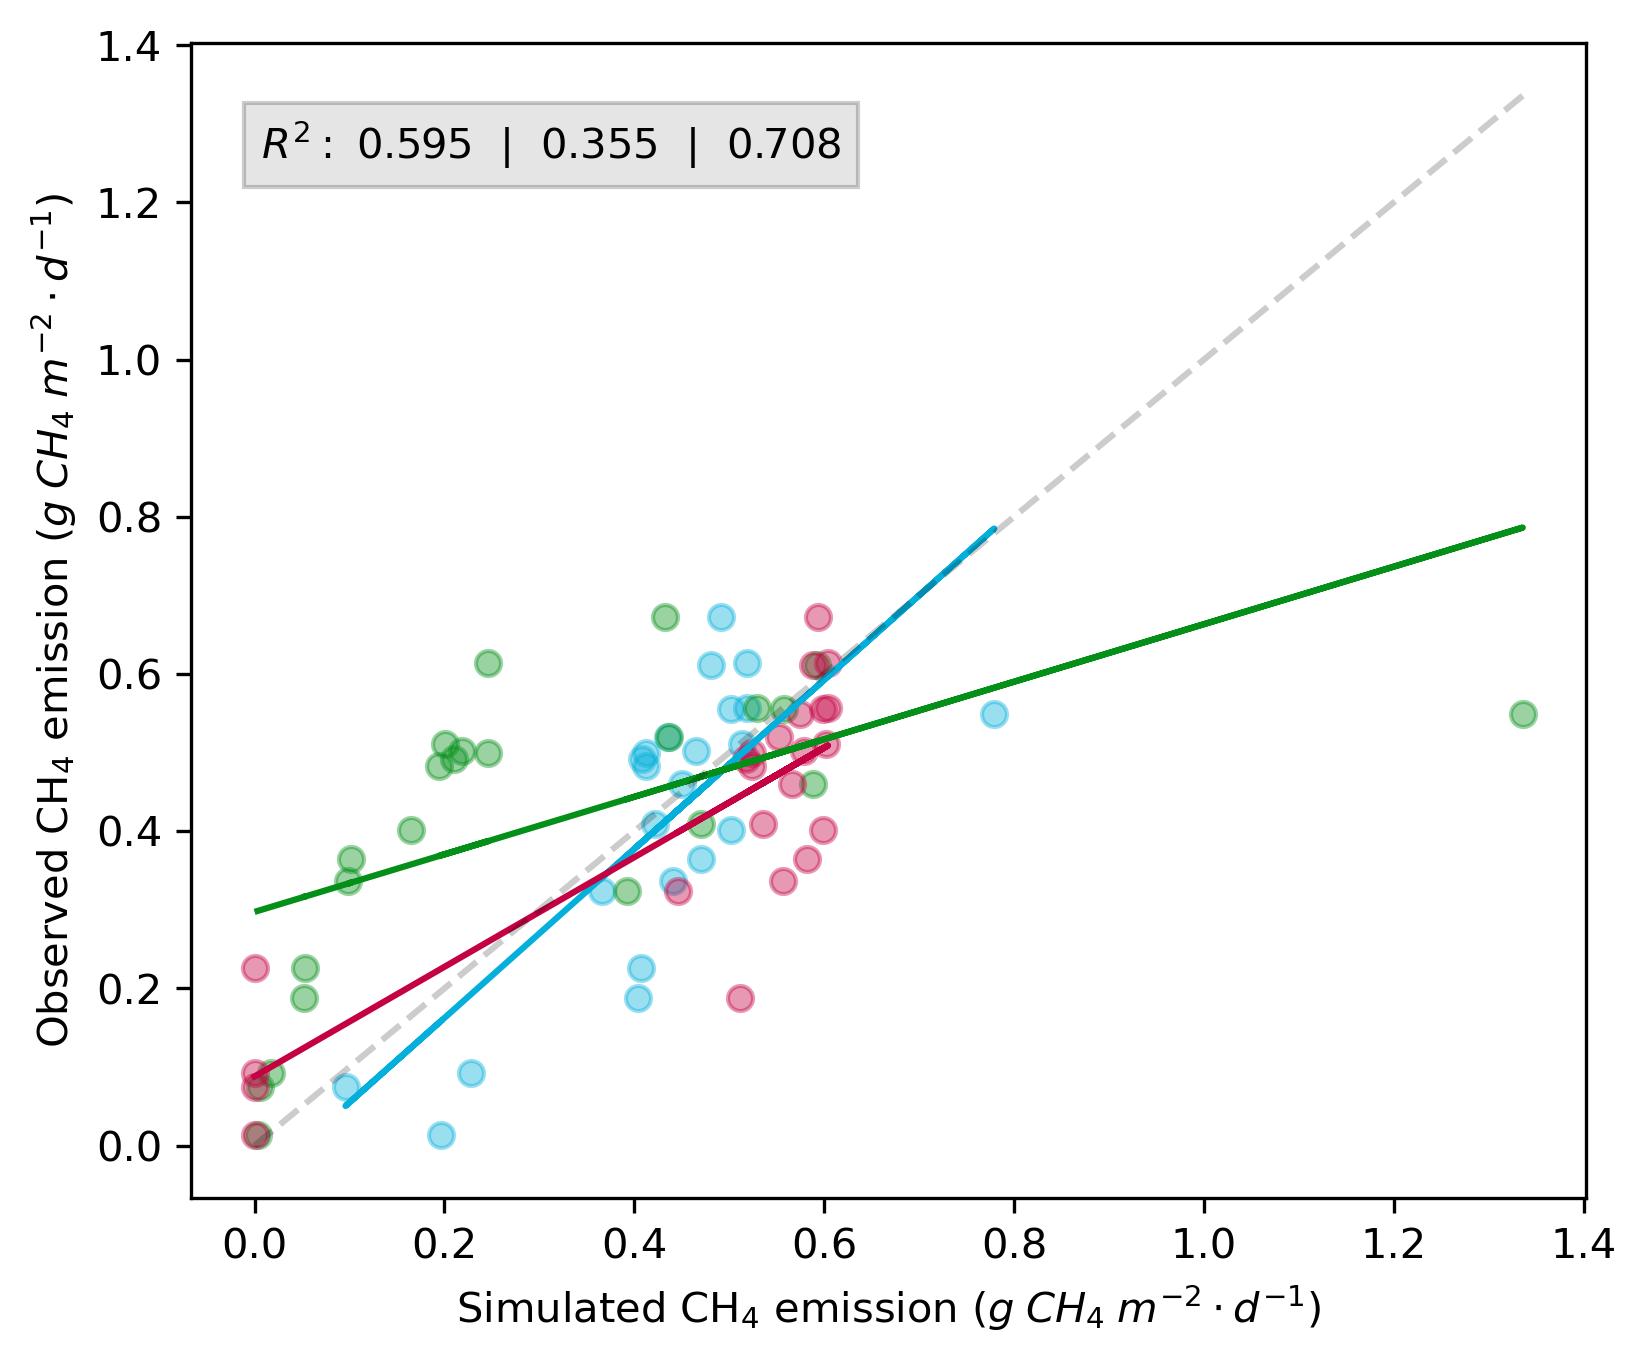 1.4
1.2
1.0
0.8
0.6
0.4
0.2
0.0
R² : 0.595 | 0.355 | 0.708
Observed CH₄ emission (g CH₄ m⁻² · d⁻¹)
0.0 0.2 0.4 0.6 0.8 1.0 1.2 1.4
Simulated CH₄ emission (g CH₄ m⁻² · d⁻¹)